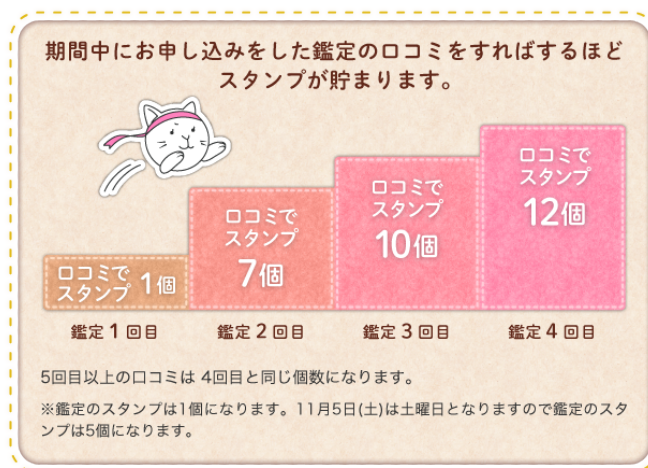 期間中にお申し込みをした鑑定の口コミをすればするほど
スタンプが貯まります。
口コミで
スタンプ 1個
口コミで
スタンプ
7個
口コミで
スタンプ
10個
口コミで
スタンプ
12個
鑑定1回目 鑑定2回目 鑑定3回目 鑑定4回目
5回目以上の口コミは 4回目と同じ個数になります。
※鑑定のスタンプは1個になります。11月5日(土)は土曜日となりますので鑑定のスタ
ンプは5個になります。